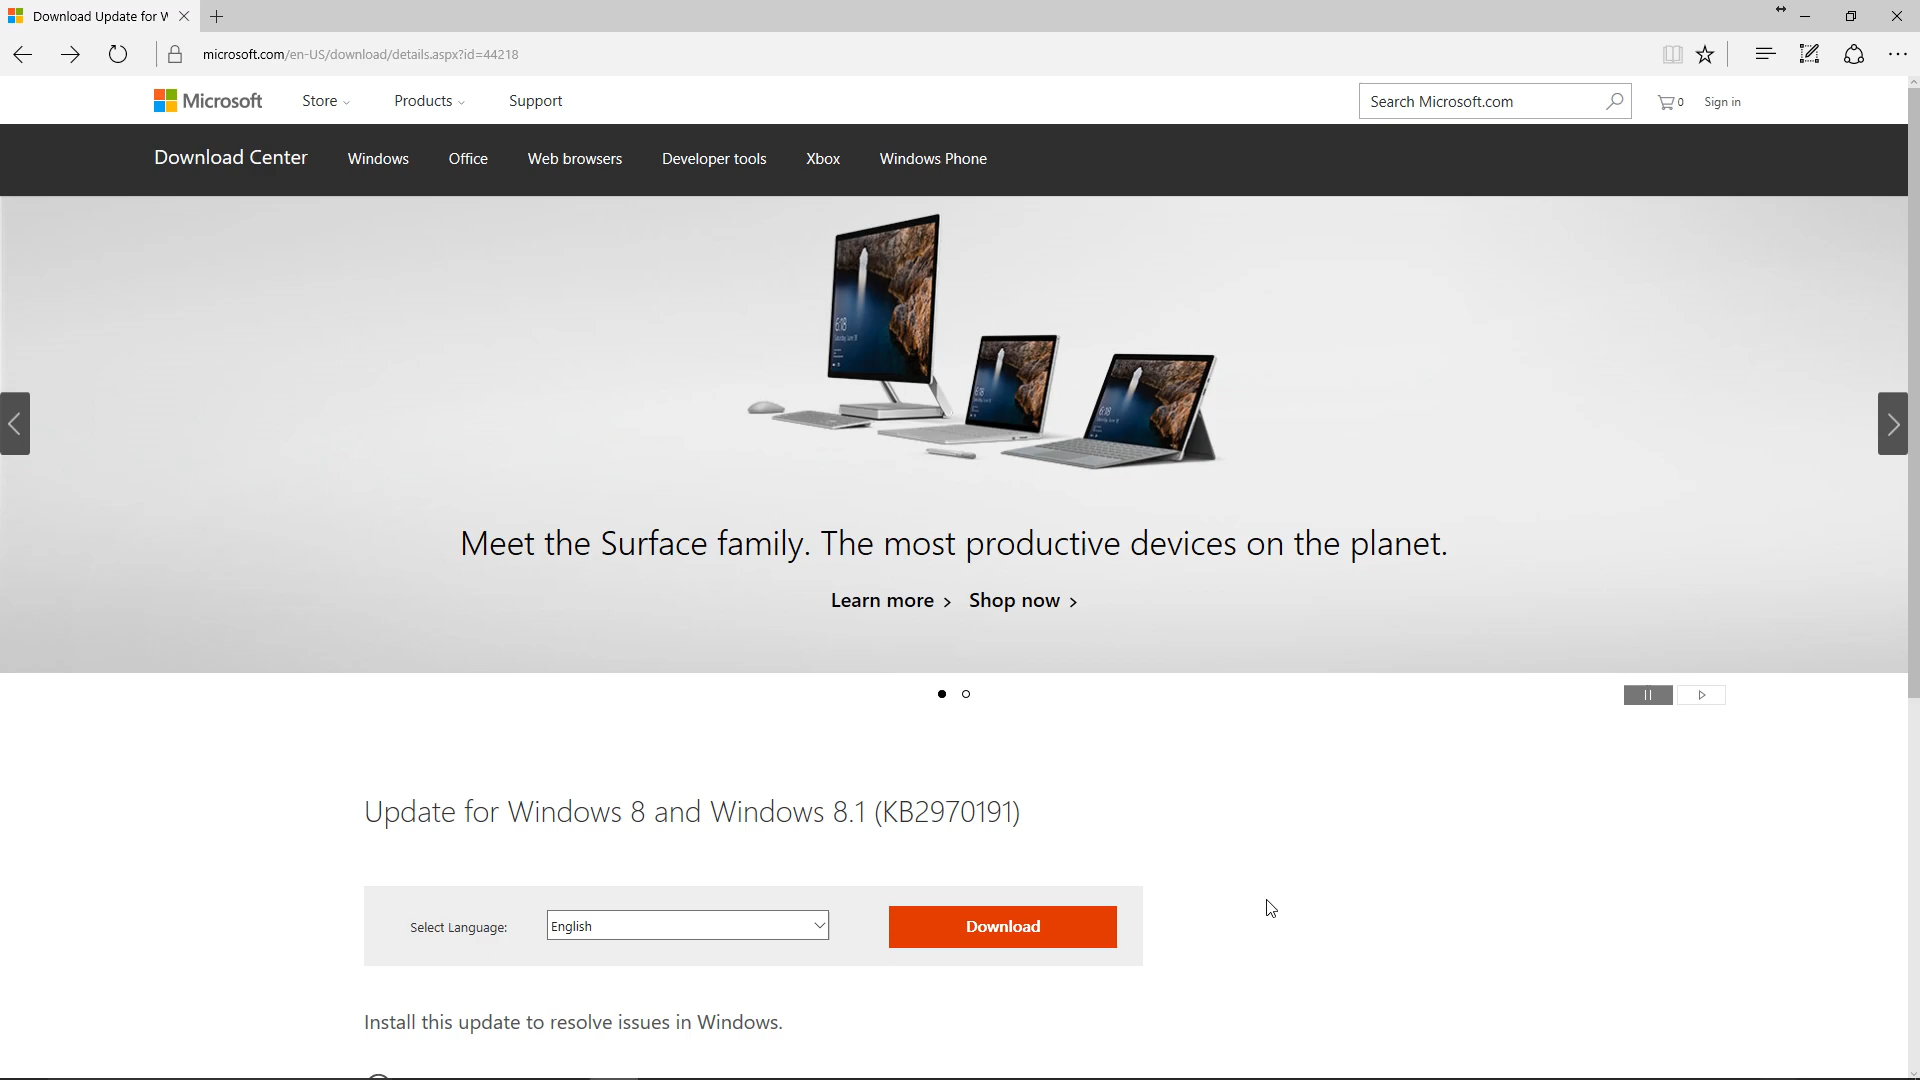 Download Update for W
microsoft.com/en-US/download/details.aspx?id=44218
Microsoft Store Products Support Search Microsoft.com 0 Sign in
Download Center Windows Office Web browsers Developer tools Xbox Windows Phone
Meet the Surface family. The most productive devices on the planet.
Learn more > Shop now >
Update for Windows 8 and Windows 8.1 (KB2970191)
Select Language: English Download
Install this update to resolve issues in Windows.